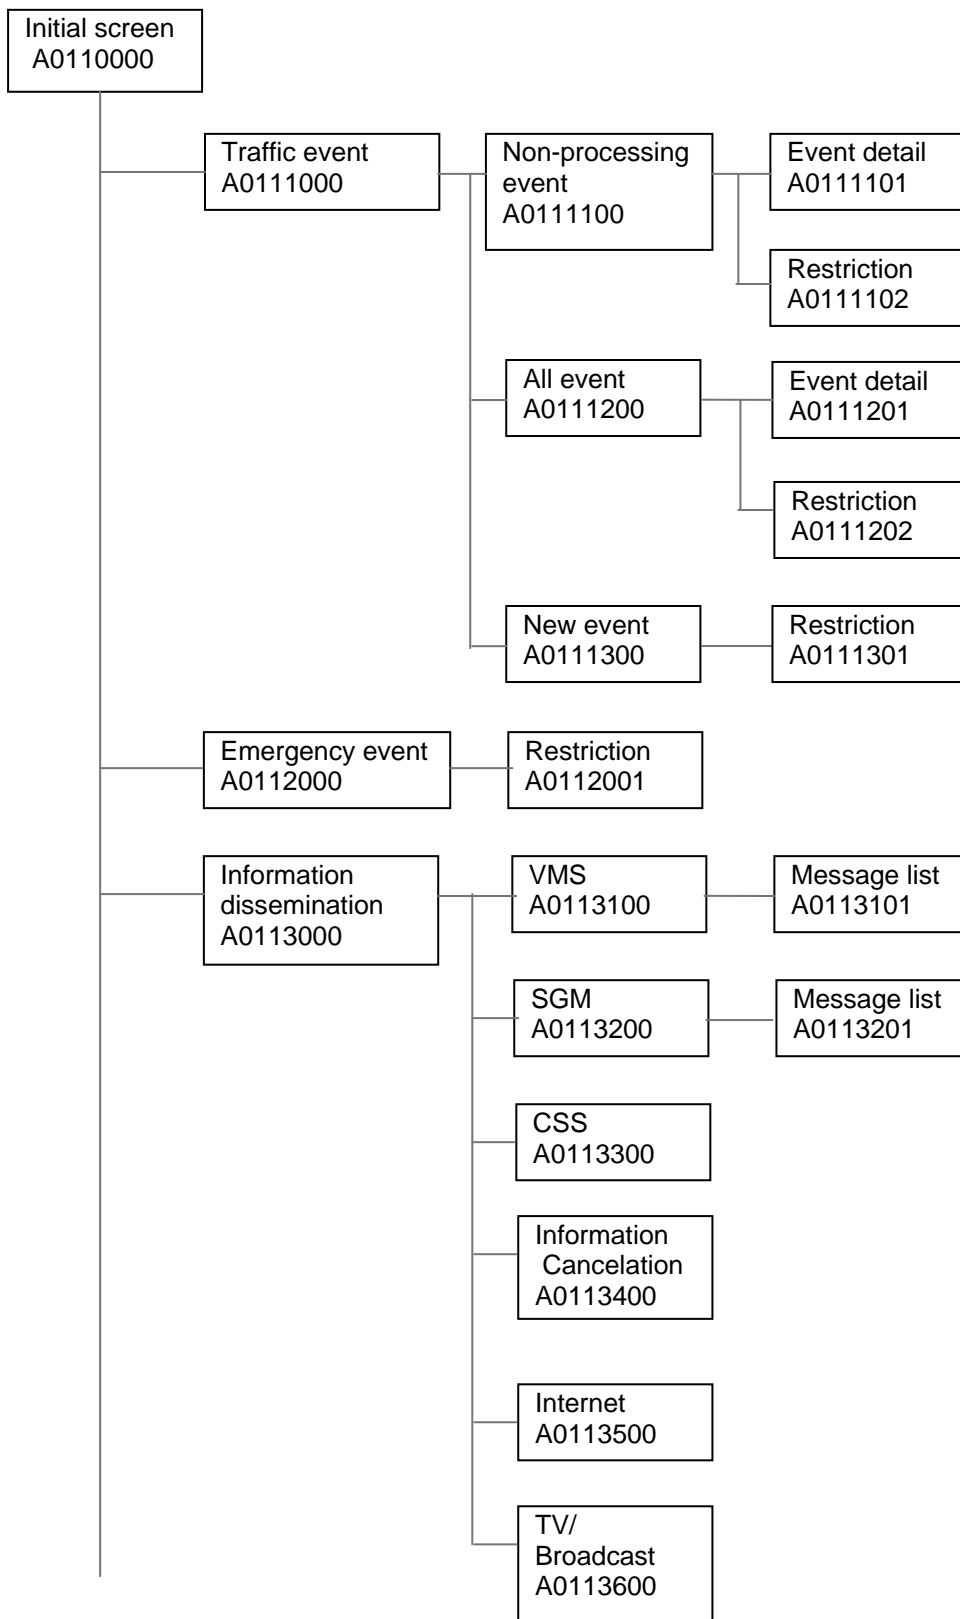 Initial screen
A0110000
Traffic event
A0111000
Non-processing
event
A0111100
Event detail
A0111101
Restriction
A0111102
All event
A0111200
Event detail
A0111201
Restriction
A0111202
New event
A0111300
Restriction
A0111301
Emergency event
A0112000
Restriction
A0112001
Information
dissemination
A0113000
VMS
A0113100
Message list
A0113101
SGM
A0113200
Message list
A0113201
CSS
A0113300
Information
Cancelation
A0113400
Internet
A0113500
TV/
Broadcast
A0113600